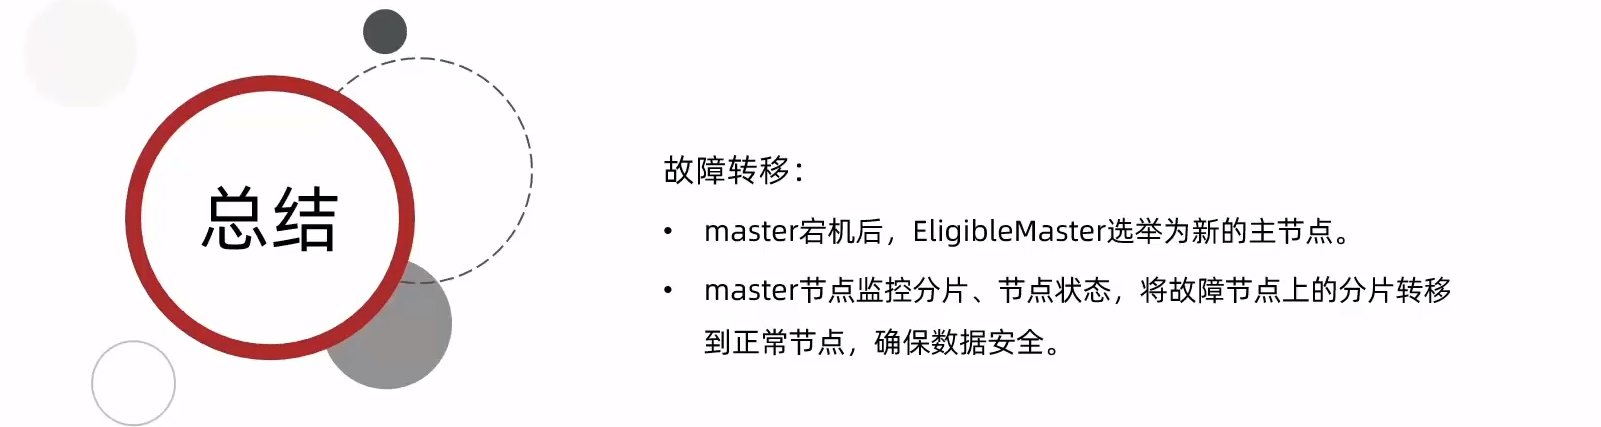 总结
故障转移：
• master宕机后，EligibleMaster选举为新的主节点。
• master节点监控分片、节点状态，将故障节点上的分片转移
到正常节点，确保数据安全。